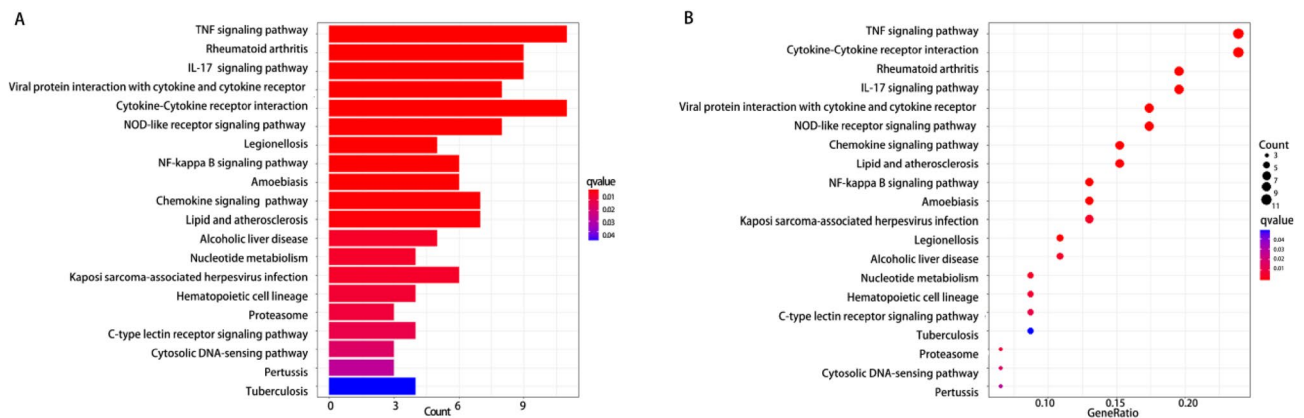 A
TNF signaling pathway
Rheumatoid arthritis
IL-17 signaling pathway
Viral protein interaction with cytokine and cytokine receptor
Cytokine-Cytokine receptor interaction
NOD-like receptor signaling pathway
Legionellosis
NF-kappa B signaling pathway
Amoebiasis
Chemokine signaling pathway
Lipid and atherosclerosis
Alcoholic liver disease
Nucleotide metabiolism
Kaposi sarcoma-associated herpesvirus infection
Hematopoietic cell lineage
Proteasome
C-type lectin receptor signaling pathway
Cytosolic DNA-sensing pathway
Pertussis
Tuberculosis
0 3 6 9
Count
qvalue
0.01
0.02
0.03
0.04
B
TNF signaling pathway
Cytokine-Cytokine receptor interaction
Rheumatoid arthritis
IL-17 signaling pathway
Viral protein interaction with cytokine and cytokine receptor
NOD-like receptor signaling pathway
Chemokine signaling pathway
Lipid and atherosclerosis
NF-kappa B signaling pathway
Amoebiasis
Kaposi sarcoma-associated herpesvirus infection
Legionellosis
Alcoholic liver disease
Nucleotide metabiolism
Hematopoietic cell lineage
C-type lectin receptor signaling pathway
Tuberculosis
Proteasome
Cytosolic DNA-sensing pathway
Pertussis
0.10 0.15 0.20
GeneRatio
Count
3
5
7
9
11
qvalue
0.04
0.03
0.02
0.01